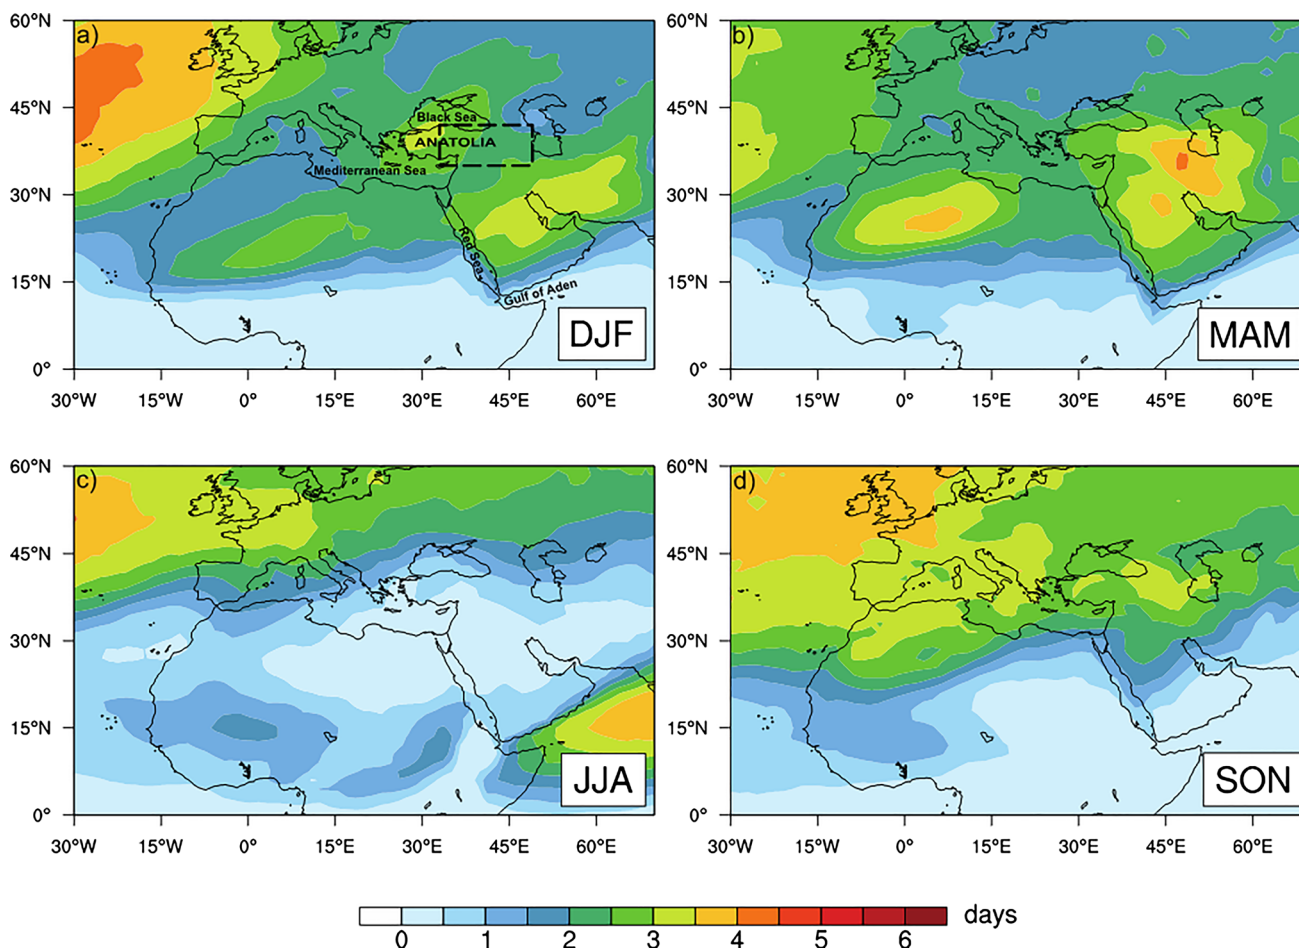 60°N
45°N
30°N
15°N
0°
a)
Black Sea
ANATOLIA
Mediterranean Sea
Red Sea
Gulf of Aden
DJF
30°W 15°W 0° 15°E 30°E 45°E 60°E
60°N
45°N
30°N
15°N
0°
b)
MAM
30°W 15°W 0° 15°E 30°E 45°E 60°E
60°N
45°N
30°N
15°N
0°
c)
JJA
30°W 15°W 0° 15°E 30°E 45°E 60°E
60°N
45°N
30°N
15°N
0°
d)
SON
30°W 15°W 0° 15°E 30°E 45°E 60°E
days
0 1 2 3 4 5 6